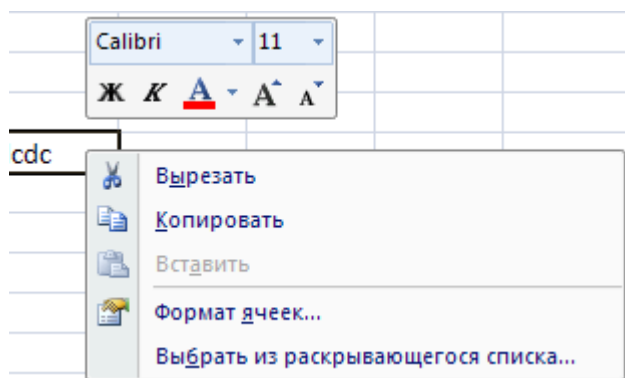 Calibri 11
Ж К А А А
cdc
Вырезать
Копировать
Вставить
Формат ячеек...
Выбрать из раскрывающегося списка...